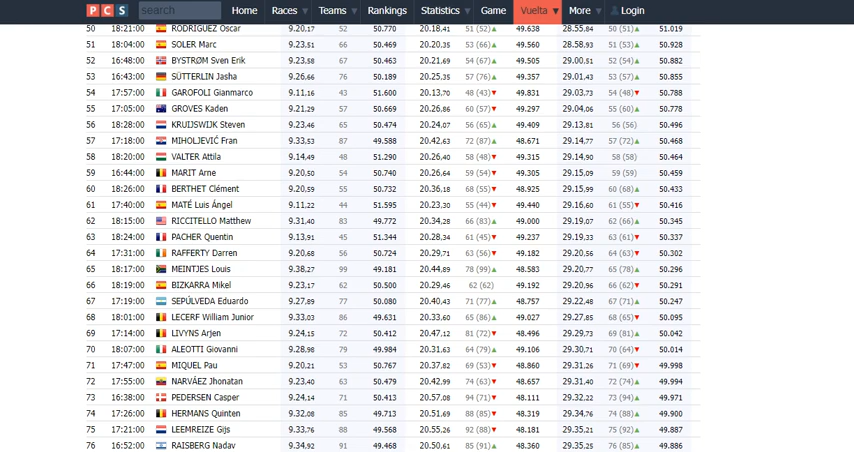 PCS search Home Races ▼ Teams ▼ Rankings Statistics ▼ Game Vuelta ▼ More ▼ Login
50 18:21:00 RODRÍGUEZ Óscar 9.20,17 52 50.770 20.18,41 51 (52)▲ 49.638 28.55,84 50 (51)▲ 51.019
51 18:04:00 SOLER Marc 9.23,51 66 50.469 20.20,35 53 (66)▲ 49.560 28.58,93 51 (53)▲ 50.928
52 16:48:00 BYSTRØM Sven Erik 9.23,58 67 50.463 20.21,69 54 (67)▲ 49.505 29.00,51 52 (54)▲ 50.882
53 16:43:00 SÜTTERLIN Jasha 9.26,66 76 50.189 20.25,35 57 (76)▲ 49.357 29.01,43 53 (57)▲ 50.855
54 17:57:00 GAROFOLI Gianmarco 9.11,16 43 51.600 20.13,70 48 (43)▼ 49.831 29.03,73 54 (48)▼ 50.788
55 17:05:00 GROVES Kaden 9.21,29 57 50.669 20.26,86 60 (57)▼ 49.297 29.04,06 55 (60)▲ 50.778
56 18:28:00 KRUIJSWIJK Steven 9.23,46 65 50.474 20.24,07 56 (65)▲ 49.409 29.13,81 56 (56) 50.496
57 17:18:00 MIHOLJEVIĆ Fran 9.33,53 87 49.588 20.42,63 72 (87)▲ 48.671 29.14,77 57 (72)▲ 50.468
58 18:20:00 VALTER Attila 9.14,49 48 51.290 20.26,40 58 (48)▼ 49.315 29.14,90 58 (58) 50.464
59 16:44:00 MARIT Arne 9.20,50 54 50.740 20.26,64 59 (54)▼ 49.305 29.15,09 59 (59) 50.459
60 18:26:00 BERTHET Clément 9.20,59 55 50.732 20.36,18 68 (55)▼ 48.925 29.15,99 60 (68)▲ 50.433
61 17:40:00 MATÉ Luis Ángel 9.11,22 44 51.595 20.23,30 55 (44)▼ 49.440 29.16,60 61 (55)▼ 50.416
62 18:15:00 RICCITELLO Matthew 9.31,40 83 49.772 20.34,28 66 (83)▲ 49.000 29.19,07 62 (66)▲ 50.345
63 18:24:00 PACHER Quentin 9.13,91 45 51.344 20.28,34 61 (45)▼ 49.237 29.19,33 63 (61)▼ 50.337
64 17:31:00 RAFFERTY Darren 9.20,68 56 50.724 20.29,71 63 (56)▼ 49.182 29.20,56 64 (63)▼ 50.302
65 18:17:00 MEINTJES Louis 9.38,27 99 49.181 20.44,89 78 (99)▲ 48.583 29.20,77 65 (78)▲ 50.296
66 18:19:00 BIZKARRA Mikel 9.23,17 62 50.500 20.29,46 62 (62) 49.192 29.20,96 66 (62)▼ 50.291
67 17:19:00 SEPÚLVEDA Eduardo 9.27,89 77 50.080 20.40,43 71 (77)▲ 48.757 29.22,48 67 (71)▲ 50.247
68 18:01:00 LECERF William Junior 9.33,03 86 49.631 20.33,60 65 (86)▲ 49.027 29.27,85 68 (65)▼ 50.095
69 17:14:00 LIVYNS Arjen 9.24,15 72 50.412 20.47,12 81 (72)▼ 48.496 29.29,73 69 (81)▲ 50.042
70 18:07:00 ALEOTTI Giovanni 9.28,98 79 49.984 20.31,63 64 (79)▲ 49.106 29.30,71 70 (64)▼ 50.014
71 17:47:00 MIQUEL Pau 9.20,21 53 50.767 20.37,82 69 (53)▼ 48.860 29.31,26 71 (69)▼ 49.998
72 17:55:00 NARVÁEZ Jhonatan 9.23,40 63 50.479 20.42,99 74 (63)▼ 48.657 29.31,40 72 (74)▲ 49.994
73 16:38:00 PEDERSEN Casper 9.24,14 71 50.413 20.57,08 94 (71)▼ 48.111 29.32,22 73 (94)▲ 49.971
74 17:26:00 HERMANS Quinten 9.32,08 85 49.713 20.51,69 88 (85)▼ 48.319 29.34,76 74 (88)▲ 49.900
75 17:21:00 LEEMREIZE Gijs 9.33,76 88 49.568 20.55,26 92 (88)▼ 48.181 29.35,21 75 (92)▲ 49.887
76 16:52:00 RAISBERG Nadav 9.34,92 91 49.468 20.50,61 85 (91)▲ 48.360 29.35,25 76 (85)▲ 49.886